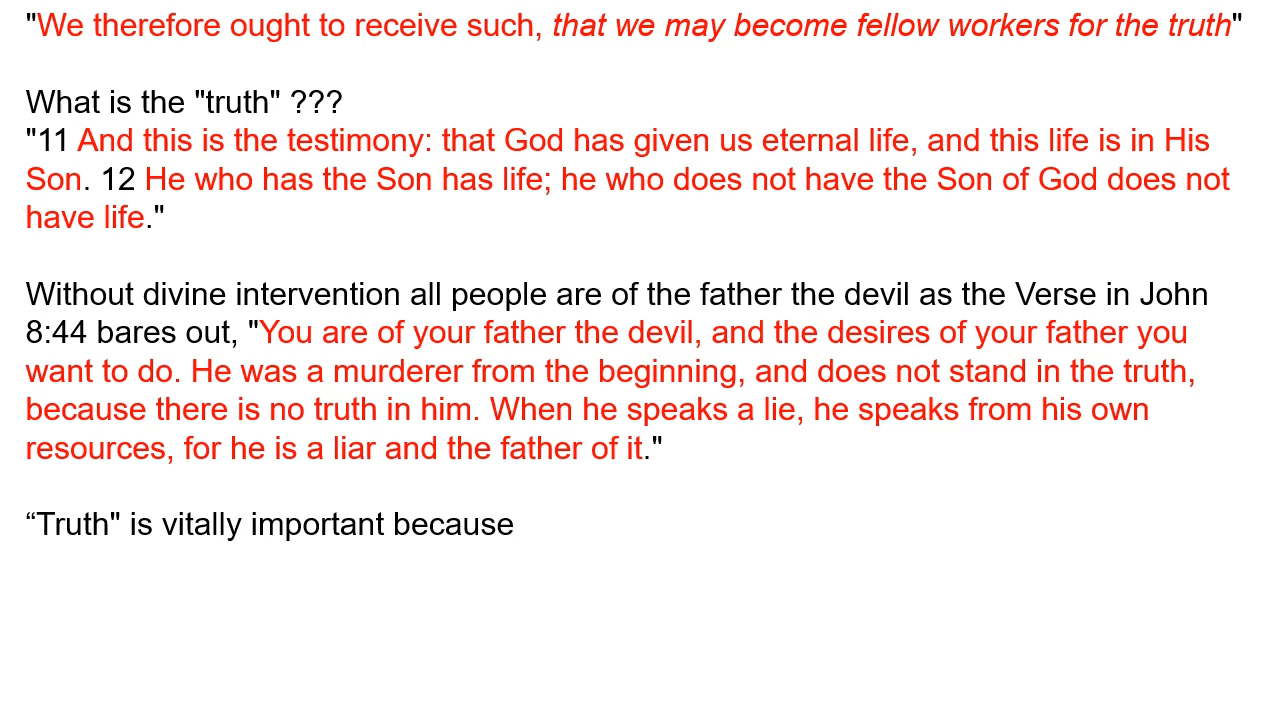 "We therefore ought to receive such, that we may become fellow workers for the truth"
What is the "truth" ???
"11 And this is the testimony: that God has given us eternal life, and this life is in His
Son. 12 He who has the Son has life; he who does not have the Son of God does not
have life."
Without divine intervention all people are of the father the devil as the Verse in John
8:44 bares out, "You are of your father the devil, and the desires of your father you
want to do. He was a murderer from the beginning, and does not stand in the truth,
because there is no truth in him. When he speaks a lie, he speaks from his own
resources, for he is a liar and the father of it."
“Truth" is vitally important because